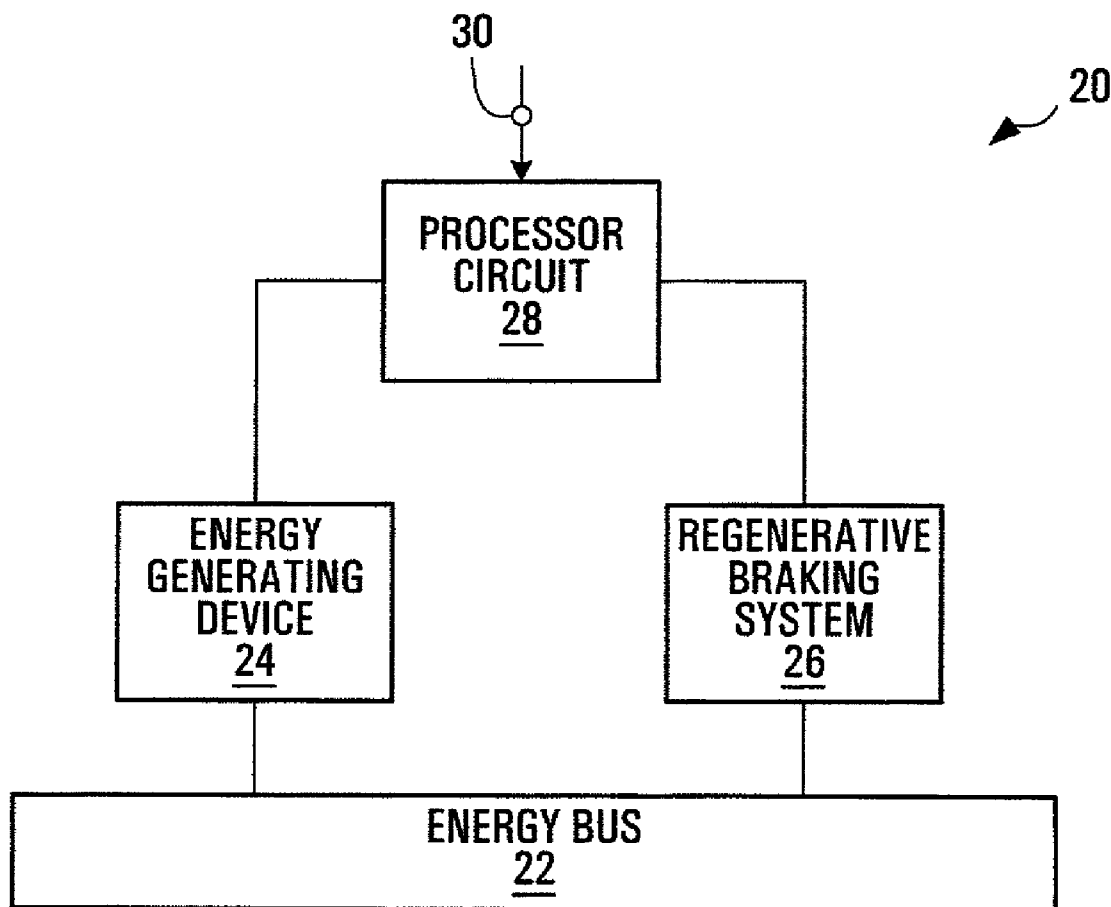 30
20
PROCESSOR
CIRCUIT
28
ENERGY
GENERATING
DEVICE
24
REGENERATIVE
BRAKING
SYSTEM
26
ENERGY BUS
22